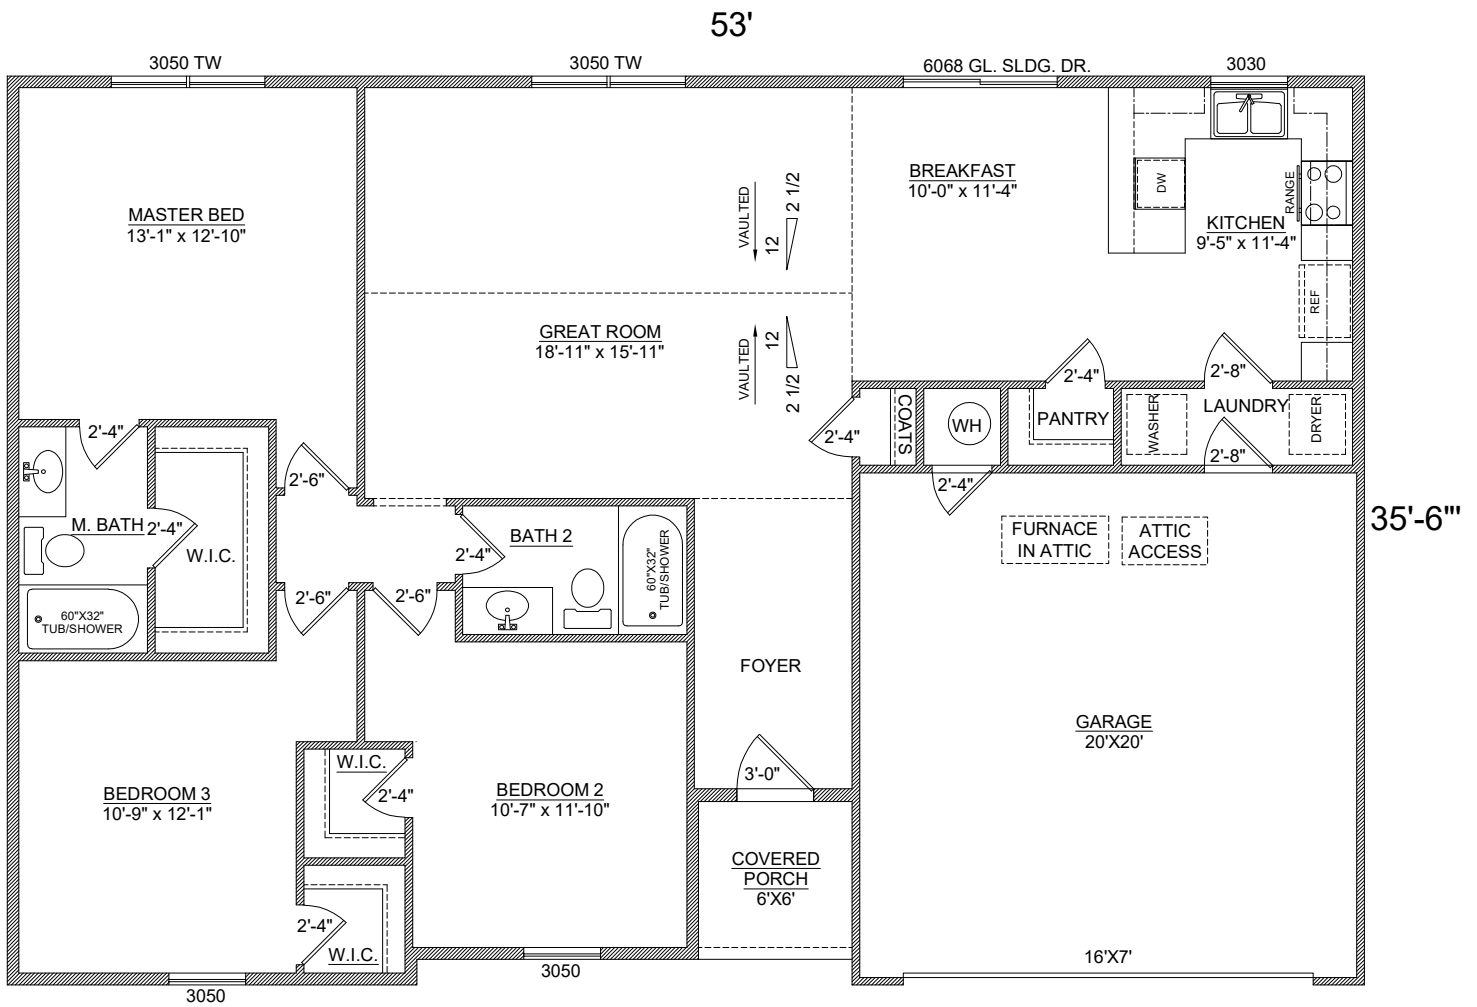 53'
3050 TW
3050 TW
6068 GL. SLDG. DR.
3030
MASTER BED
13'-1" x 12'-10"
VAULTED
12
2 1/2
BREAKFAST
10'-0" x 11'-4"
DW
RANGE
KITCHEN
9'-5" x 11'-4"
REF
GREAT ROOM
18'-11" x 15'-11"
VAULTED
12
2 1/2
2'-4"
2'-8"
2'-4"
COATS
WH
PANTRY
WASHER
LAUNDRY
DRYER
2'-8"
2'-4"
2'-4"
2'-6"
M. BATH
2'-4"
W.I.C.
2'-4"
BATH 2
60"X32"
TUB/SHOWER
FURNACE
IN ATTIC
ATTIC
ACCESS
35'-6'"
2'-6"
2'-6"
60"X32"
TUB/SHOWER
FOYER
GARAGE
20'X20'
W.I.C.
2'-4"
3'-0"
BEDROOM 3
10'-9" x 12'-1"
BEDROOM 2
10'-7" x 11'-10"
COVERED
PORCH
6'X6'
2'-4"
W.I.C.
16'X7'
3050
3050